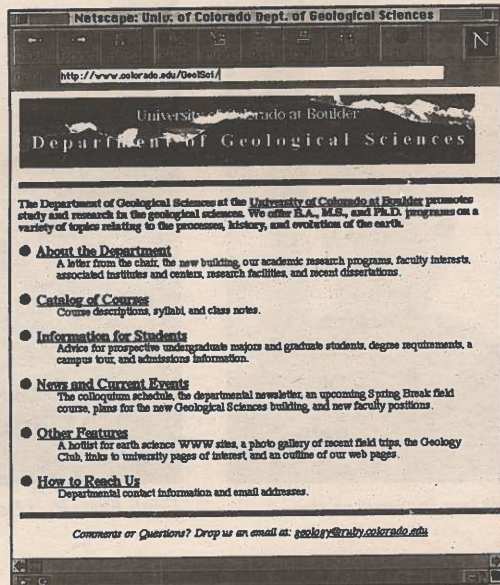 Netscape: Univ. of Colorado Dept. of Geological Sciences
N
http://www.colorado.edu/GeolSci/
University of Colorado at Boulder
Department of Geological Sciences
The Department of Geological Sciences at the University of Colorado at Boulder promotes
study and research in the geological sciences. We offer B.A., M.S., and Ph.D. programs on a
variety of topics relating to the processes, history, and evolution of the earth.
About the Department
A letter from the chair, the new building, our academic research programs, faculty interests,
associated institutes and centers, research facilities, and recent dissertations.
Catalog of Courses
Course descriptions, syllabi, and class notes.
Information for Students
Advice for prospective undergraduate majors and graduate students, degree requirements, a
campus tour, and admissions information.
News and Current Events
The colloquium schedule, the departmental newsletter, an upcoming Spring Break field
course, plans for the new Geological Sciences building, and new faculty positions.
Other Features
A hotlist for earth science WWW sites, a photo gallery of recent field trips, the Geology
Club, links to university pages of interest, and an outline of our web pages.
How to Reach Us
Departmental contact information and email addresses.
Comments or Questions? Drop us an email at: geology@ruby.colorado.edu